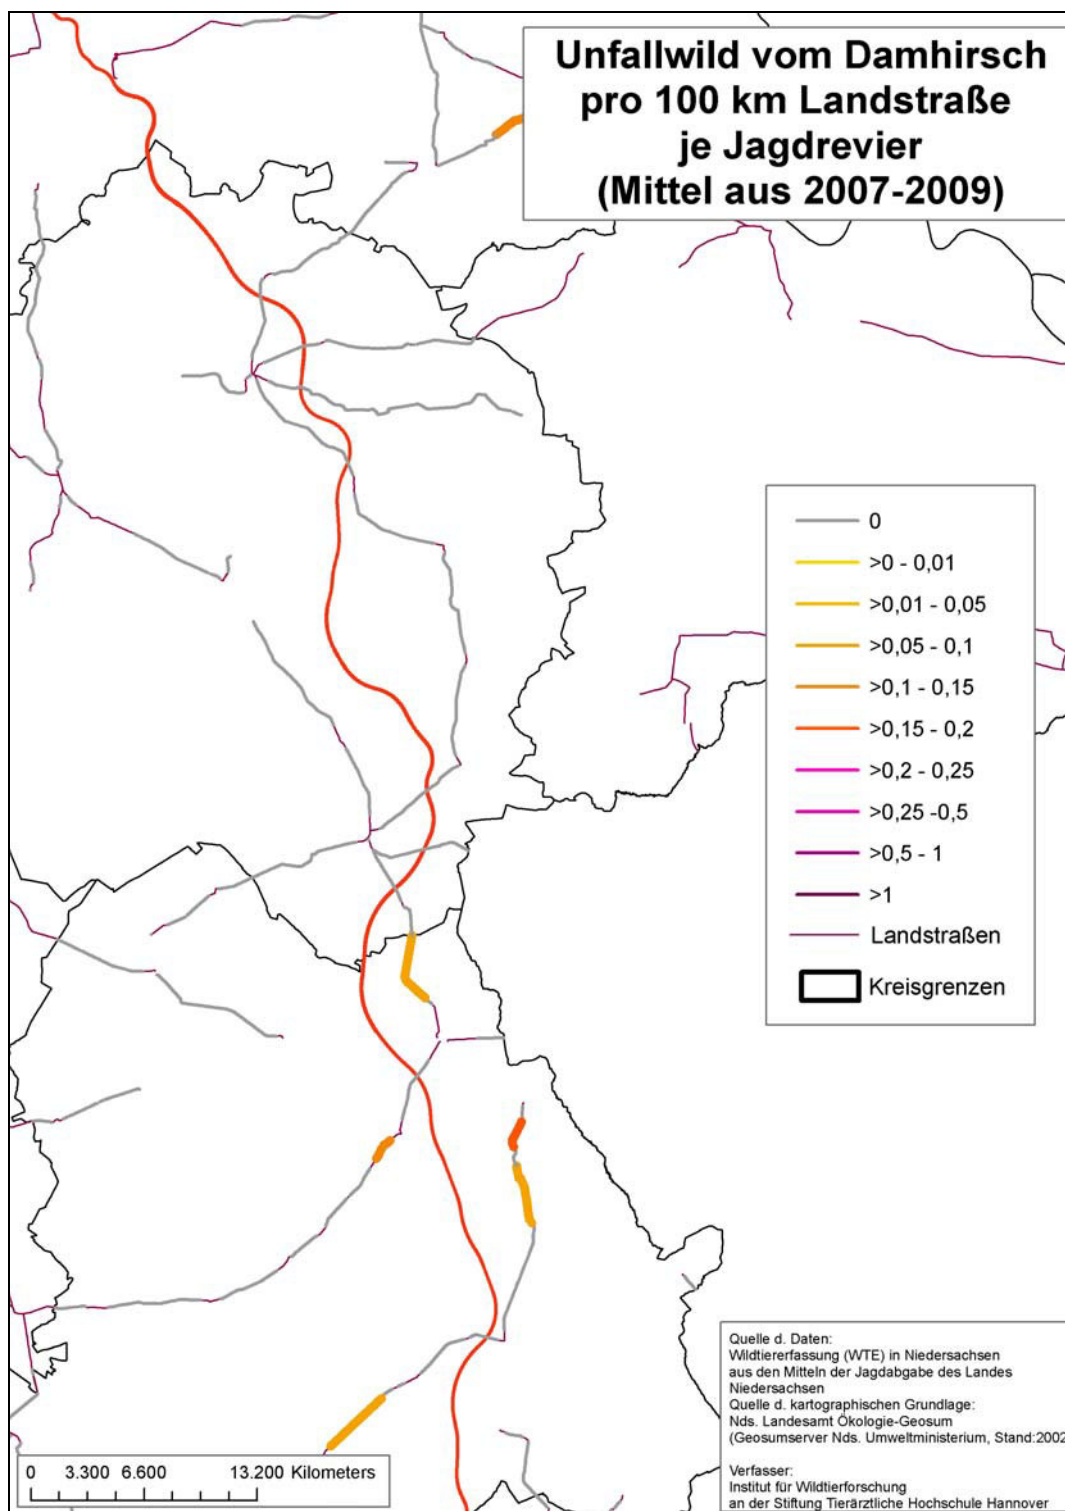 Unfallwild vom Damhirsch
pro 100 km Landstraße
je Jagdrevier
(Mittel aus 2007-2009)
0
>0 - 0,01
>0,01 - 0,05
>0,05 - 0,1
>0,1 - 0,15
>0,15 - 0,2
>0,2 - 0,25
>0,25 -0,5
>0,5 - 1
>1
Landstraßen
Kreisgrenzen
Quelle d. Daten:
Wildtiererfassung (WTE) in Niedersachsen
aus den Mitteln der Jagdabgabe des Landes
Niedersachsen
Quelle d. kartographischen Grundlage:
Nds. Landesamt Ökologie-Geosum
(Geosumserver Nds. Umweltministerium, Stand:2002
Verfasser:
Institut für Wildtierforschung
an der Stiftung Tierärztliche Hochschule Hannover
0 3.300 6.600 13.200 Kilometers